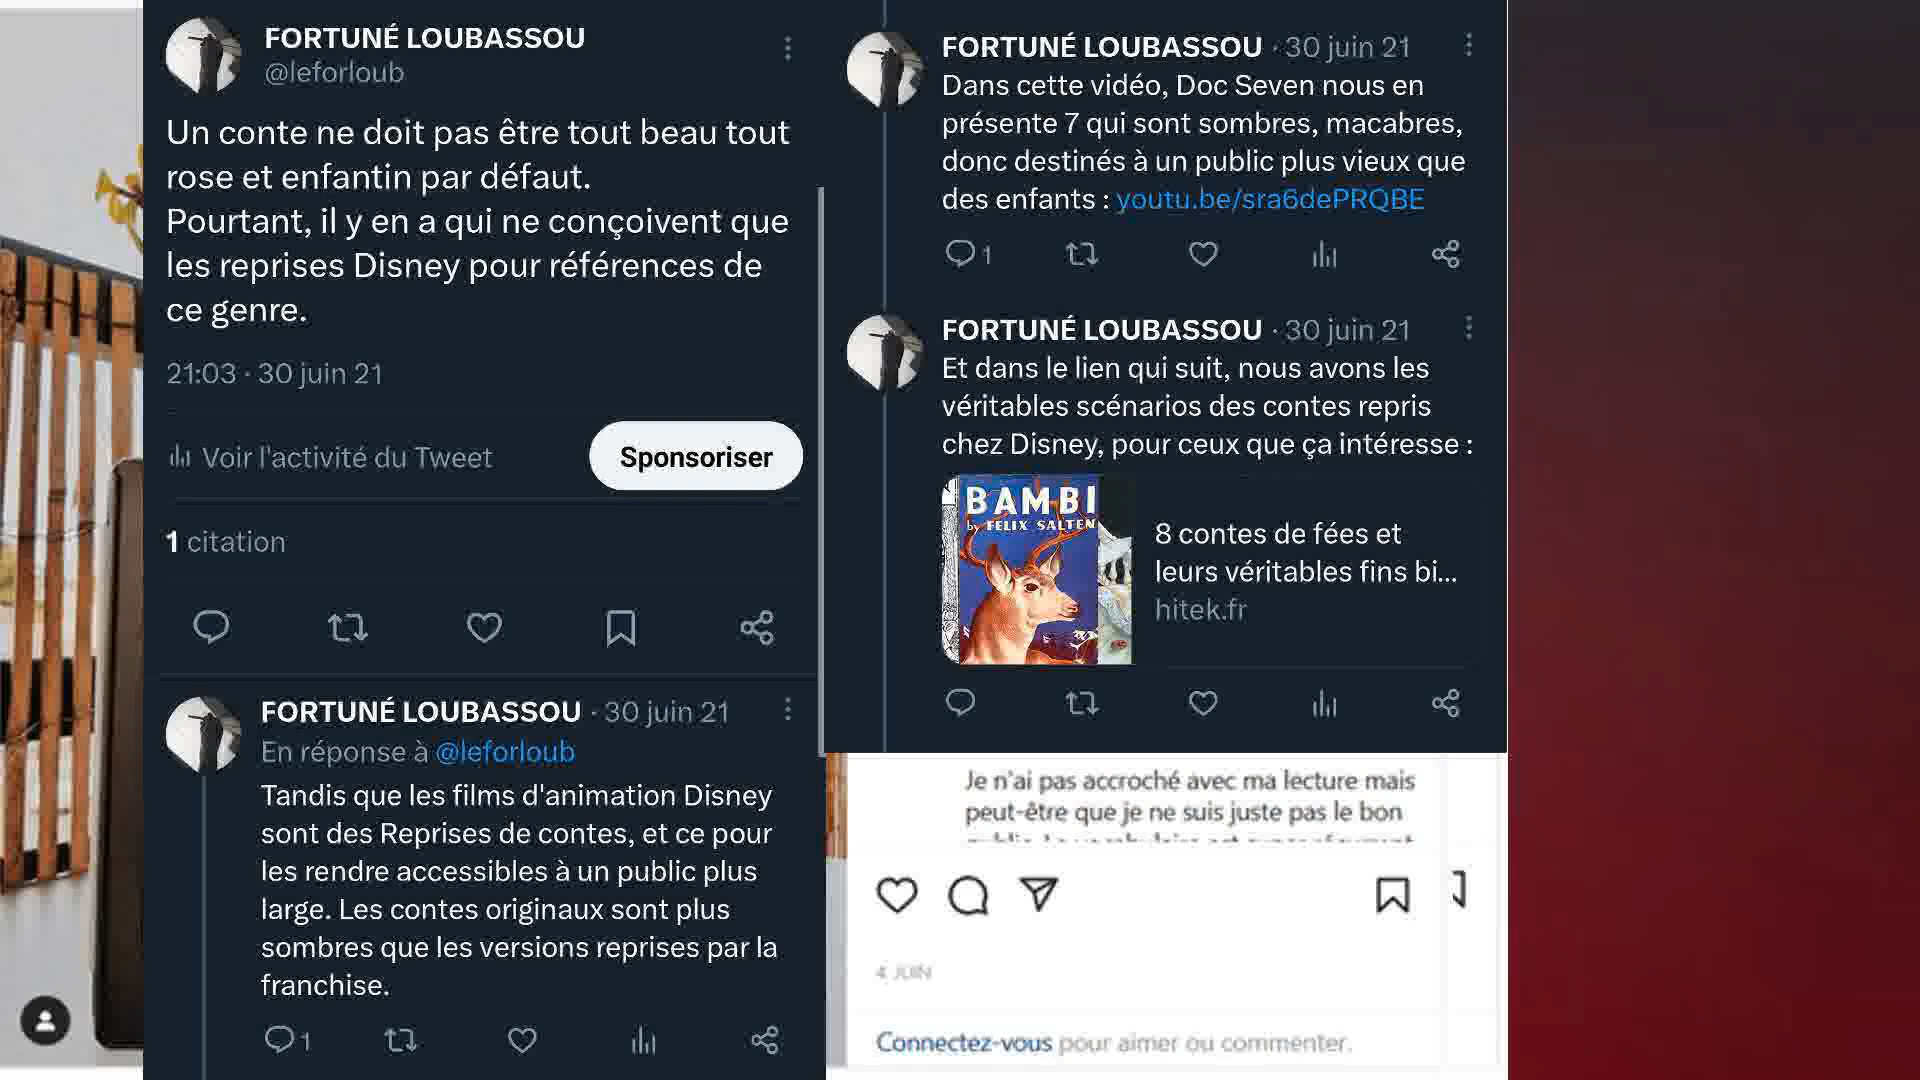 FORTUNÉ LOUBASSOU
@leforloub
Un conte ne doit pas être tout beau tout
rose et enfantin par défaut.
Pourtant, il y en a qui ne conçoivent que
les reprises Disney pour références de
ce genre.
21:03 · 30 juin 21
Voir l'activité du Tweet
Sponsoriser
1 citation
FORTUNÉ LOUBASSOU · 30 juin 21
En réponse à @leforloub
Tandis que les films d'animation Disney
sont des Reprises de contes, et ce pour
les rendre accessibles à un public plus
large. Les contes originaux sont plus
sombres que les versions reprises par la
franchise.
1
FORTUNÉ LOUBASSOU · 30 juin 21
Dans cette vidéo, Doc Seven nous en
présente 7 qui sont sombres, macabres,
donc destinés à un public plus vieux que
des enfants : youtu.be/sra6dePRQBE
1
FORTUNÉ LOUBASSOU · 30 juin 21
Et dans le lien qui suit, nous avons les
véritables scénarios des contes repris
chez Disney, pour ceux que ça intéresse :
BAMBI
by FELIX SALTEN
8 contes de fées et
leurs véritables fins bi...
hitek.fr
Je n'ai pas accroché avec ma lecture mais
peut-être que je ne suis juste pas le bon
4 JUIN
Connectez-vous pour aimer ou commenter.